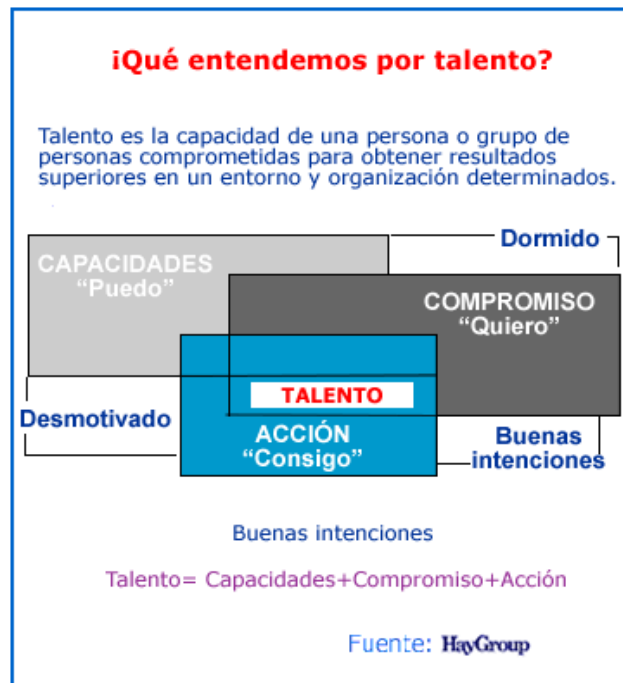 ¡Qué entendemos por talento?
Talento es la capacidad de una persona o grupo de
personas comprometidas para obtener resultados
superiores en un entorno y organización determinados.
Dormido
CAPACIDADES
“Puedo”
COMPROMISO
“Quiero”
TALENTO
Desmotivado
ACCIÓN
“Consigo”
Buenas
intenciones
Buenas intenciones
Talento= Capacidades+Compromiso+Acción
Fuente: HayGroup